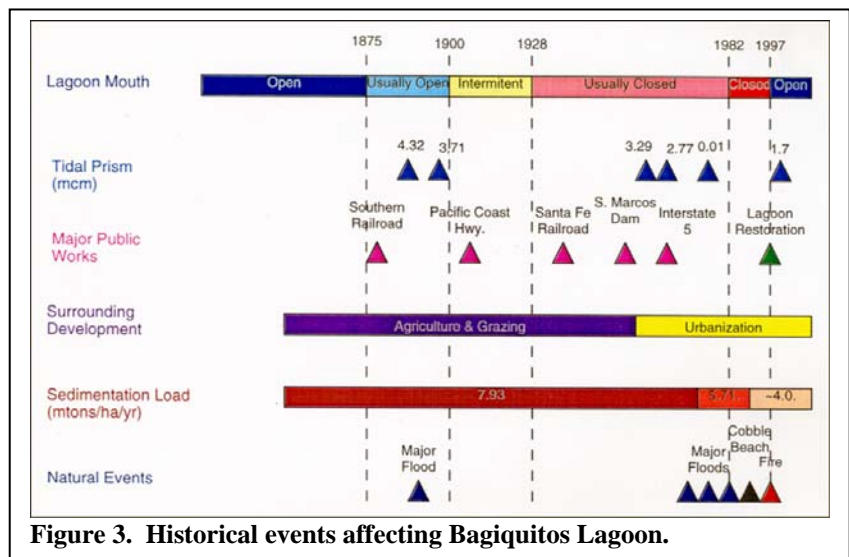 1875 1900 1928 1982 1997
Lagoon Mouth
Open Usually Open Intermitent Usually Closed Closed Open
Tidal Prism
(mcm)
4.32 3.71 3.29 2.77 0.01 1.7
Major Public
Works
Southern
Railroad
Pacific Coast
Hwy.
Santa Fe
Railroad
S. Marcos
Dam
Interstate
5
Lagoon
Restoration
Surrounding
Development
Agriculture & Grazing Urbanization
Sedimentation Load
(mtons/ha/yr)
7.93 5.71 ~4.0.
Natural Events
Major
Flood
Major
Floods
Cobble
Beach
Fire
Figure 3. Historical events affecting Bagiquitos Lagoon.